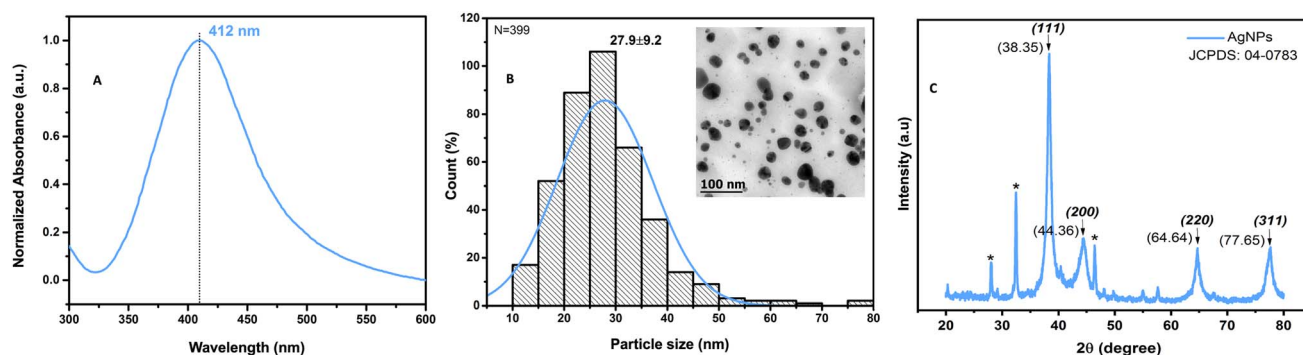 412 nm
A
Normalized Absorbance (a.u.)
1.0
0.8
0.6
0.4
0.2
0.0
300 350 400 450 500 550 600
Wavelength (nm)
N=399
27.9±9.2
B
Count (%)
120
100
80
60
40
20
0
100 nm
10 20 30 40 50 60 70 80
Particle size (nm)
(111)
(38.35)
AgNPs
JCPDS: 04-0783
C
Intensity (a.u)
*
*
(200)
(44.36)
*
(220)
(64.64)
(311)
(77.65)
20 30 40 50 60 70 80
2θ (degree)